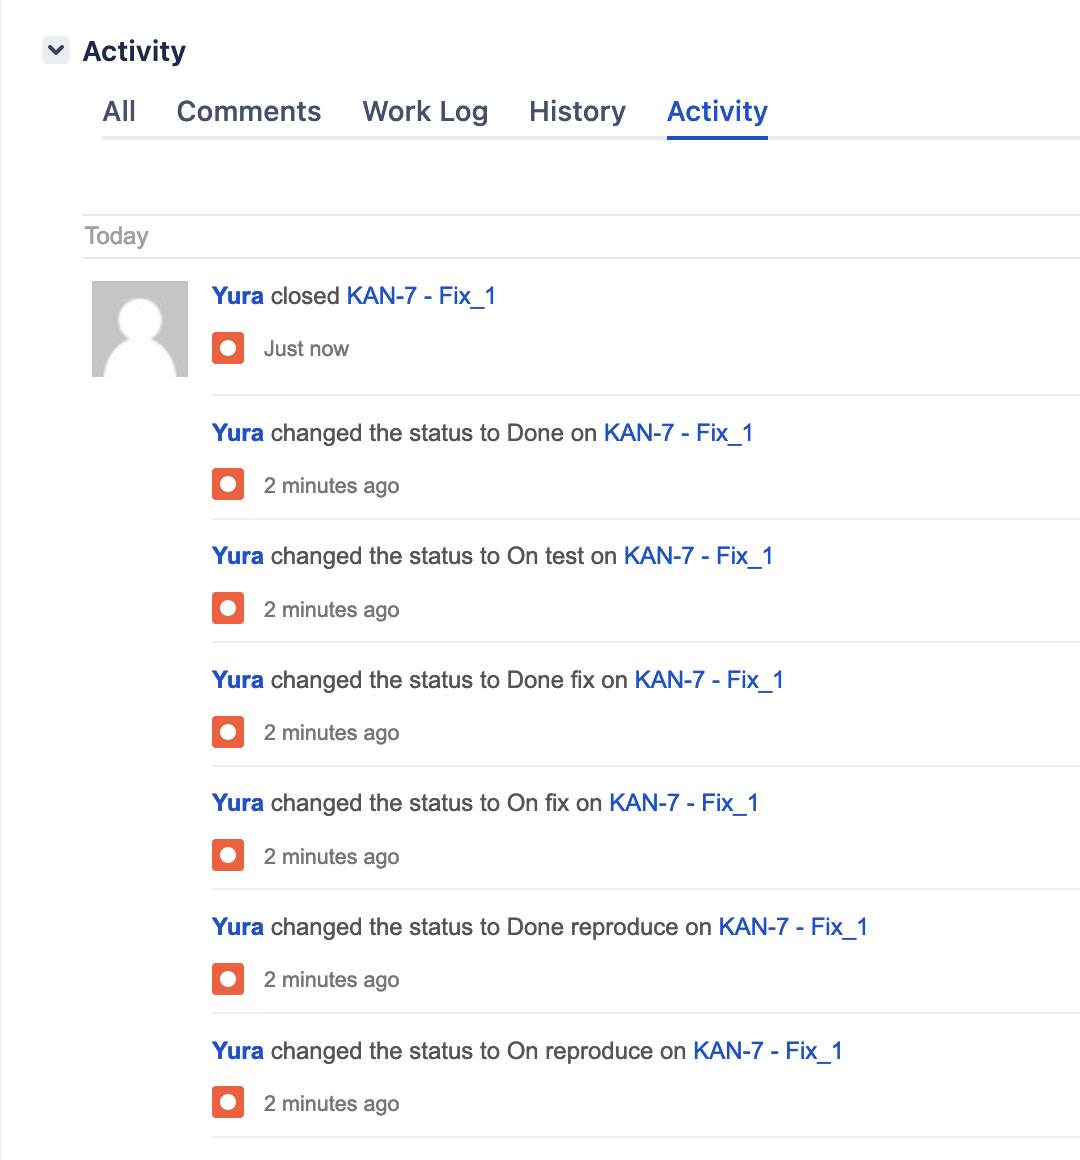 Activity
All Comments Work Log History Activity
Today
Yura closed KAN-7 - Fix_1
Just now
Yura changed the status to Done on KAN-7 - Fix_1
2 minutes ago
Yura changed the status to On test on KAN-7 - Fix_1
2 minutes ago
Yura changed the status to Done fix on KAN-7 - Fix_1
2 minutes ago
Yura changed the status to On fix on KAN-7 - Fix_1
2 minutes ago
Yura changed the status to Done reproduce on KAN-7 - Fix_1
2 minutes ago
Yura changed the status to On reproduce on KAN-7 - Fix_1
2 minutes ago